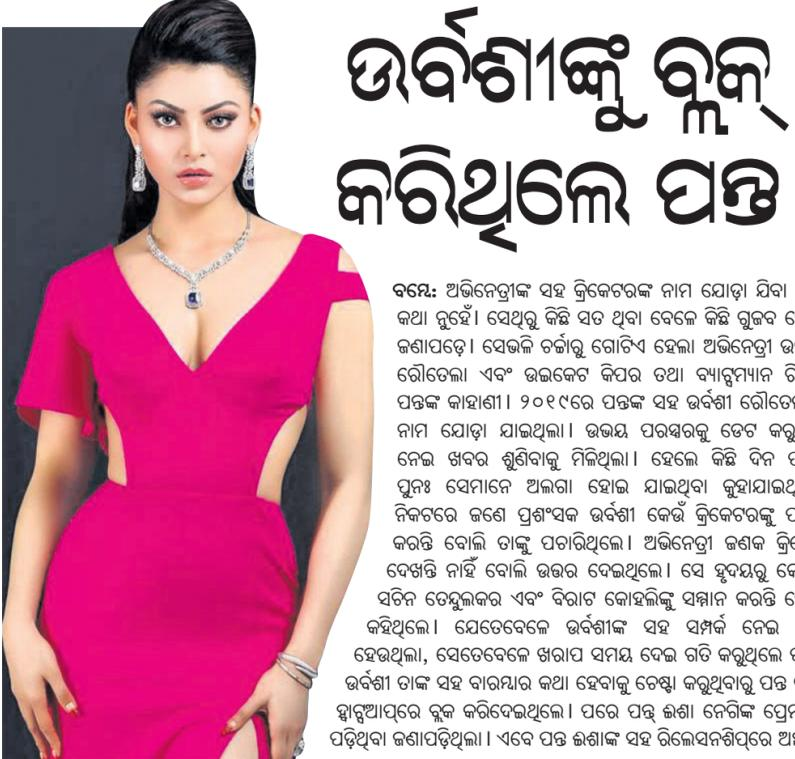 ଉର୍ବଶୀଙ୍କୁ ବ୍ଲକ୍
କରିଥିଲେ ପନ୍ତ
ବମ୍ୱେ: ଅଭିନେତ୍ରୀଙ୍କ ସହ କ୍ରିକେଟରଙ୍କ ନାମ ଯୋଡ଼ା ଯିବା
କଥା ନୁହେଁ। ସେଥିରୁ କିଛି ସତ ଥିବା ବେଳେ କିଛି ଗୁଜବ
ଜଣାପଡ଼େ। ସେଭଳି ଚର୍ଚ୍ଚାରୁ ଗୋଟିଏ ହେଲା ଅଭିନେତ୍ରୀ
ରୌତେଲା ଏବଂ ଉଇକେଟ କିପର ତଥା ବ୍ୟାଟ୍ସମ୍ୟାନ
ପନ୍ତଙ୍କ କାହାଣୀ। ୨୦୧୯ରେ ପନ୍ତଙ୍କ ସହ ଉର୍ବଶୀ
ନାମ ଯୋଡ଼ା ଯାଇଥିଲା। ଉଭୟ ପରସ୍ପରକୁ ଡେଟ
ନେଇ ଖବର ଶୁଣିବାକୁ ମିଳିଥିଲା। ହେଲେ କିଛି ଦିନ
ପୁନଃ ସେମାନେ ଅଲଗା ହୋଇ ଯାଇଥିବା
ନିକଟରେ ଜଣେ ପ୍ରଶଂସକ ଉର୍ବଶୀ କେଉଁ କ୍ରିକେଟରଙ୍କୁ
କରନ୍ତି ବୋଲି ତାଙ୍କୁ ପଚାରିଥିଲେ। ଅଭିନେତ୍ରୀ ଜଣକ
ଦେଖନ୍ତି ନାହିଁ ବୋଲି ଉତ୍ତର ଦେଇଥିଲେ। ସେ ହୃଦୟରୁ
ସଚିନ ତେନ୍ଦୁଲକର ଏବଂ ବିରାଟ କୋହଲିଙ୍କୁ ସମ୍ମାନ କରନ୍ତି
କହିଥିଲେ। ଯେତେବେଳେ ଉର୍ବଶୀଙ୍କ ସହ ସମ୍ପର୍କ ନେଇ
ହେଉଥିଲା, ସେତେବେଳେ ଖରାପ ସମୟ ଦେଇ ଗତି କରୁଥିଲେ
ଉର୍ବଶୀ ତାଙ୍କ ସହ ବାରମ୍ୱାର କଥା ହେବାକୁ ଚେଷ୍ଟା କରୁଥିବାରୁ ପନ୍ତ
ହ୍ୱାଟ୍ସଆପ୍‌ରେ ବ୍ଲକ କରିଦେଇଥିଲେ। ପରେ ପନ୍ତ୍ ଈଶା ନେଗିଙ୍କ
ପଡ଼ିଥିବା ଜଣାପଡ଼ିଥିଲା। ଏବେ ପନ୍ତ ଈଶାଙ୍କ ସହ ରିଲେସନଶିପ୍‌ରେ